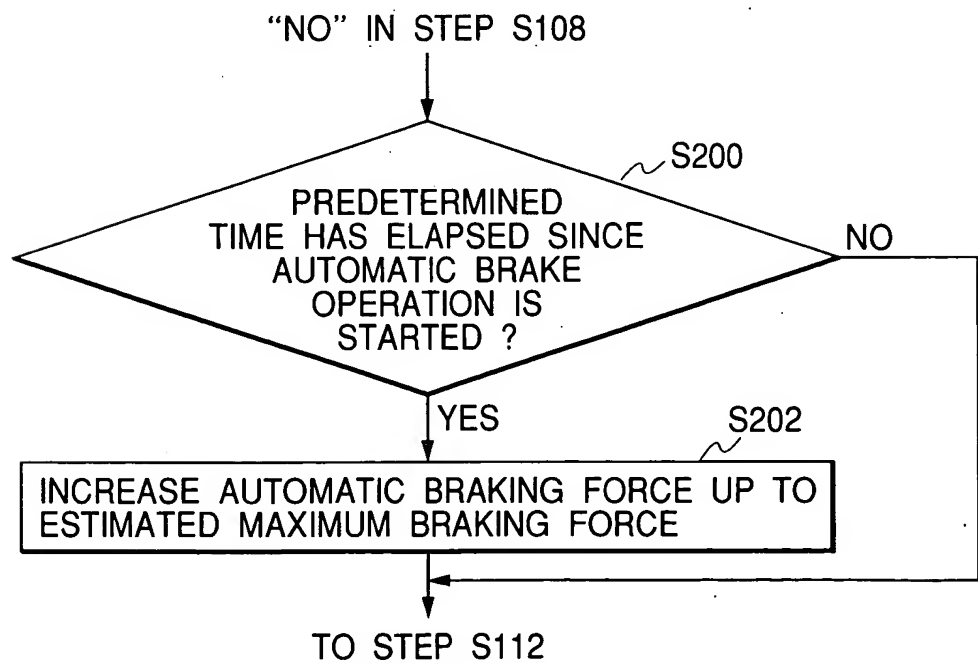 "NO" IN STEP S108
S200
PREDETERMINED
TIME HAS ELAPSED SINCE
AUTOMATIC BRAKE
OPERATION IS
STARTED ?
NO
YES
S202
INCREASE AUTOMATIC BRAKING FORCE UP TO
ESTIMATED MAXIMUM BRAKING FORCE
TO STEP S112